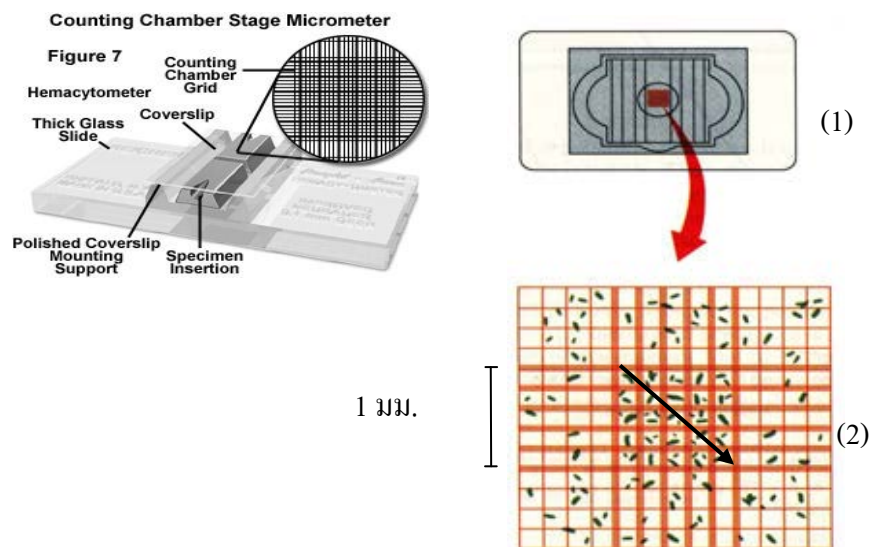 Counting Chamber Stage Micrometer
Figure 7
Counting
Chamber
Grid
Hemacytometer
Coverslip
Thick Glass
Slide
Polished Coverslip
Mounting
Support
Specimen
Insertion
(1)
1 มม.
(2)